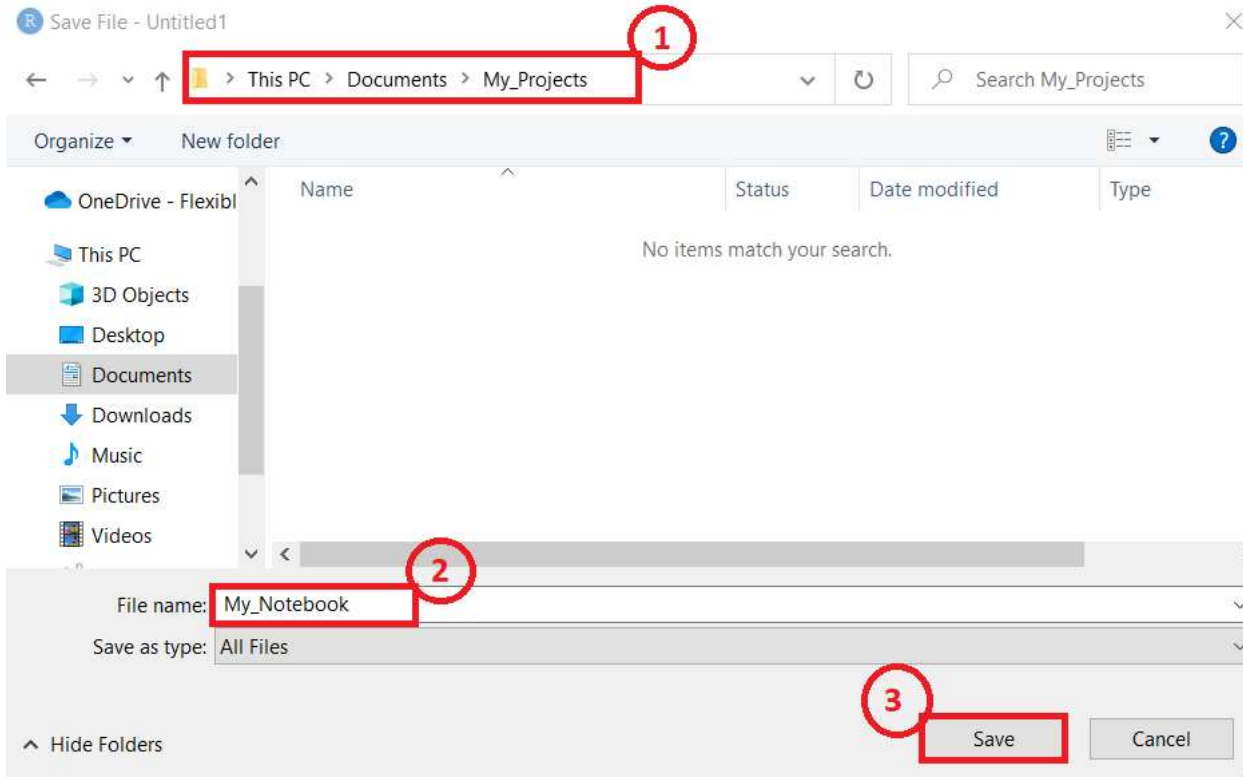 R Save File - Untitled1
1
This PC > Documents > My_Projects
Search My_Projects
Organize New folder
?
Name Status Date modified Type
OneDrive - Flexibl
No items match your search.
This PC
3D Objects
Desktop
Documents
Downloads
Music
Pictures
Videos
2
File name: My_Notebook
Save as type: All Files
3
Hide Folders
Save Cancel